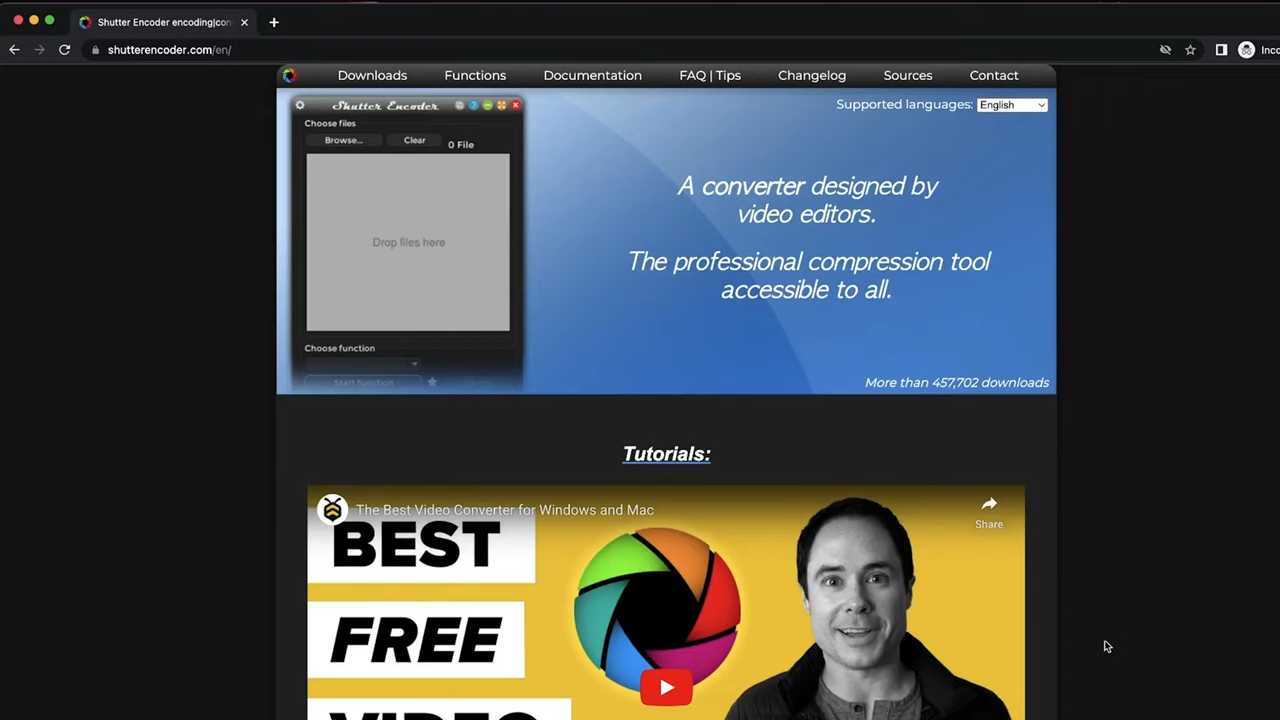 Shutter Encoder encoding|con
shutterencoder.com/en/
Downloads
Functions
Documentation
FAQ | Tips
Changelog
Sources
Contact
Shutter Encoder
Choose files
Browse...
Clear
0 File
Drop files here
Choose function
Start function
Supported languages:
English
A converter designed by
video editors.
The professional compression tool
accessible to all.
More than 457,702 downloads
Tutorials:
The Best Video Converter for Windows and Mac
Share
BEST
FREE
VIDEO